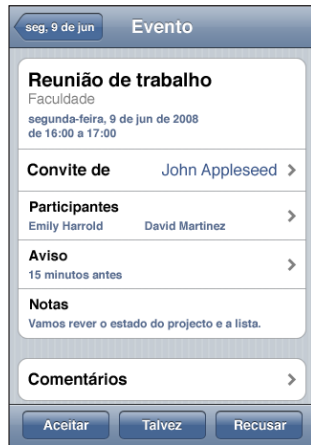 seg, 9 de jun
Evento
Reunião de trabalho
Faculdade
segunda-feira, 9 de jun de 2008
de 16:00 a 17:00
Convite de John Appleseed
Participantes
Emily Harrold David Martinez
Aviso
15 minutos antes
Notas
Vamos rever o estado do projecto e a lista.
Comentários
Aceitar Talvez Recusar